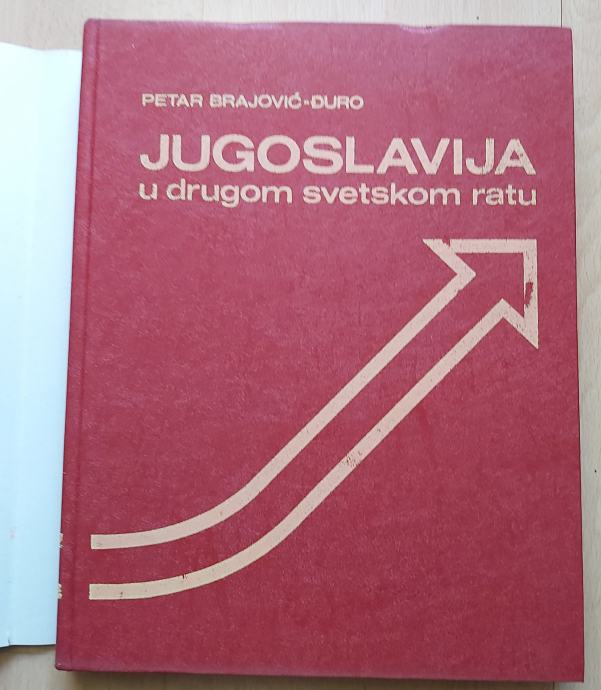 PETAR BRAJOVIĆ-ĐURO
JUGOSLAVIJA
u drugom svetskom ratu